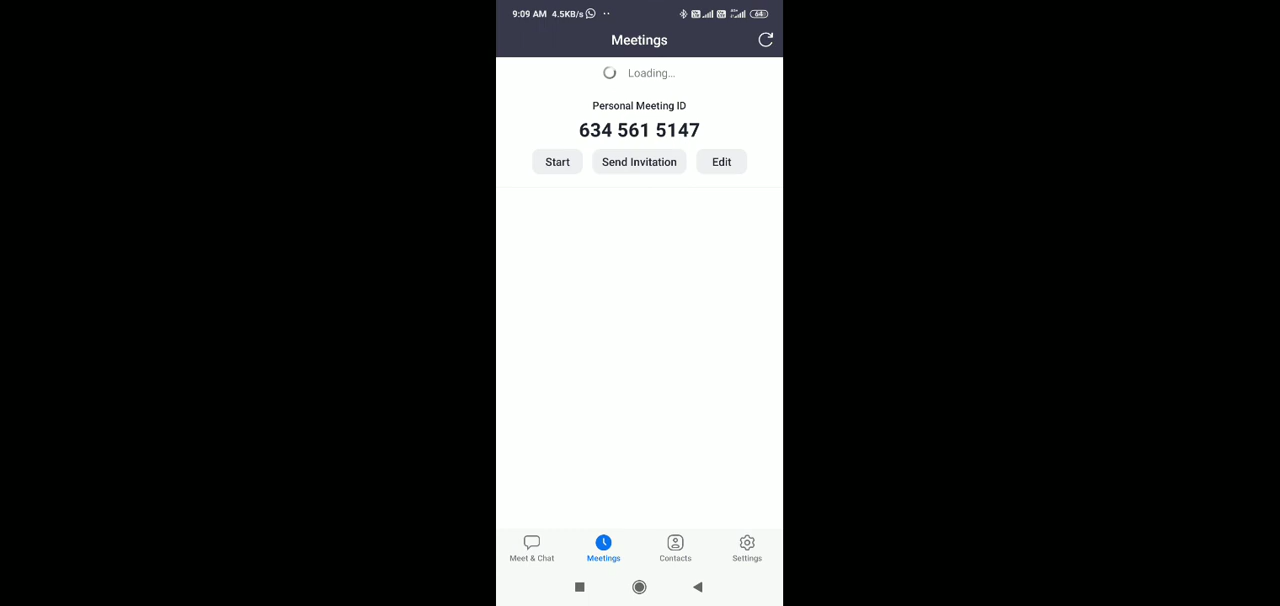 9:09 AM 4.5KB/s 64
Meetings
Loading...
Personal Meeting ID
634 561 5147
Start Send Invitation Edit
Meet & Chat Meetings Contacts Settings